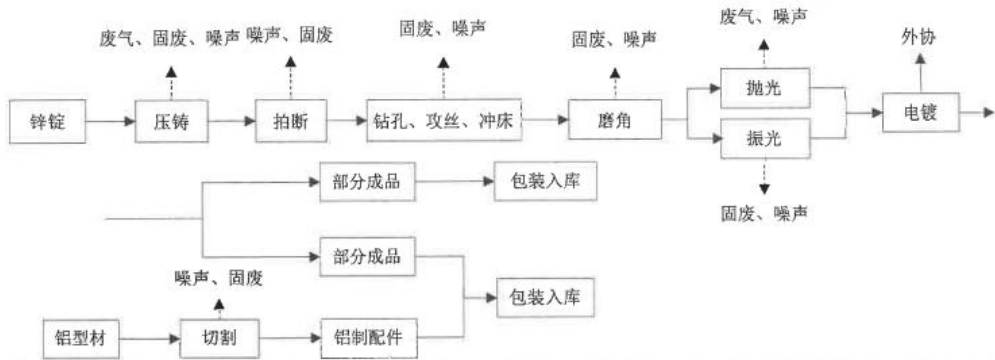 废气、固废、噪声
噪声、固废
固废、噪声
固废、噪声
废气、噪声
外协
锌锭
压铸
拍断
钻孔、攻丝、冲床
磨角
抛光
振光
电镀
固废、噪声
部分成品
包装入库
部分成品
噪声、固废
包装入库
铝型材
切割
铝制配件